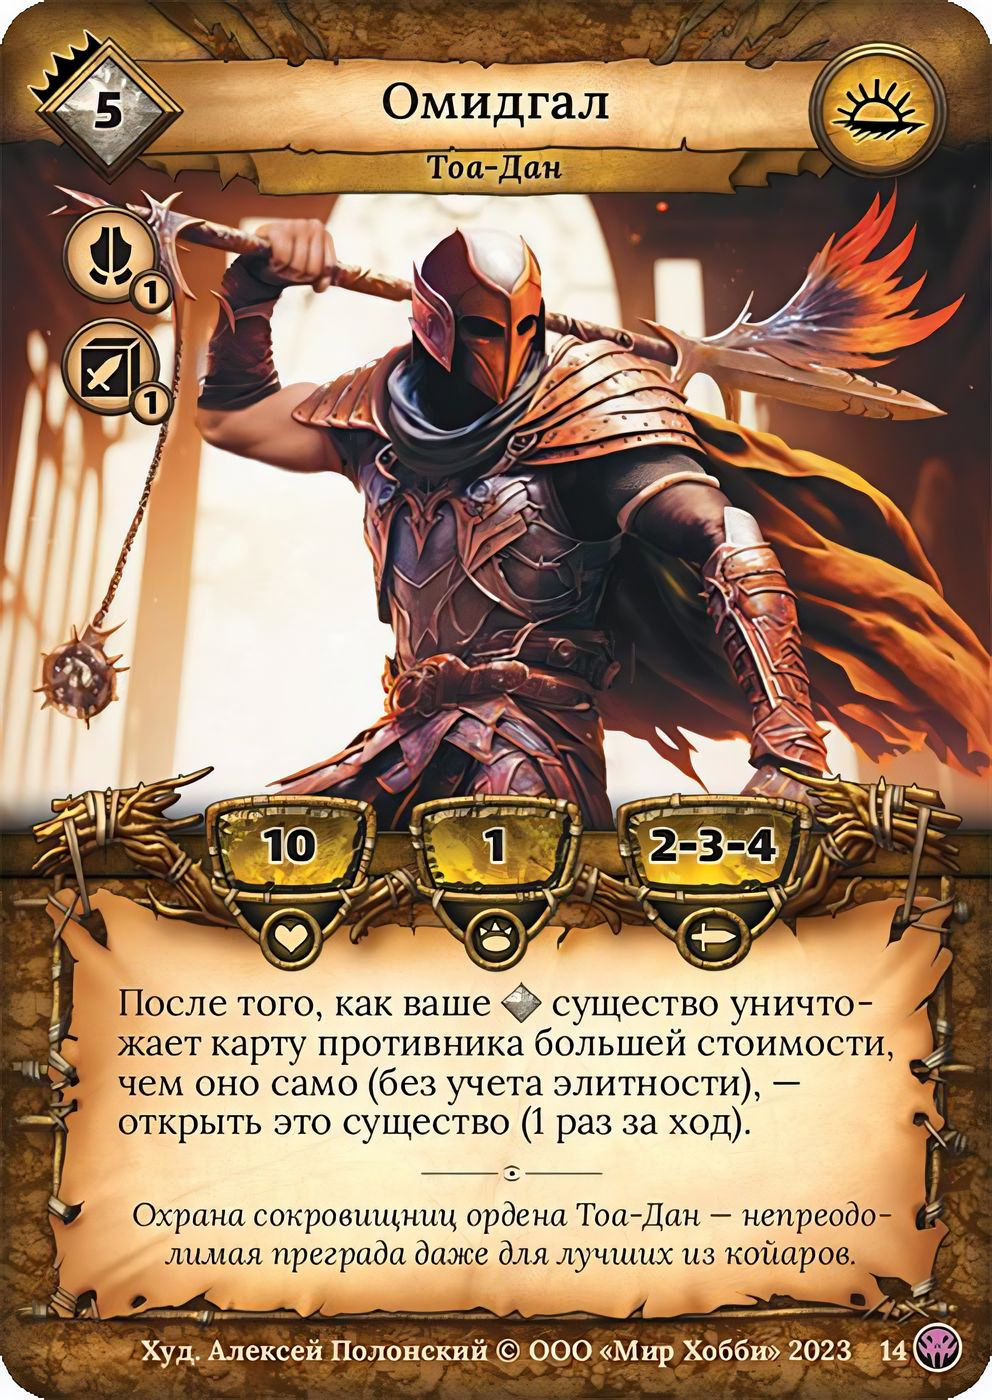 5
Омидгал
Тоа-Дан
1
1
10
1
2-3-4
После того, как ваше существо уничто-
жает карту противника большей стоимости,
чем оно само (без учета элитности), —
открыть это существо (1 раз за ход).
Охрана сокровищниц ордена Тоа-Дан — непреодо-
лимая преграда даже для лучших из койаров.
Худ. Алексей Полонский © ООО «Мир Хобби» 2023 14